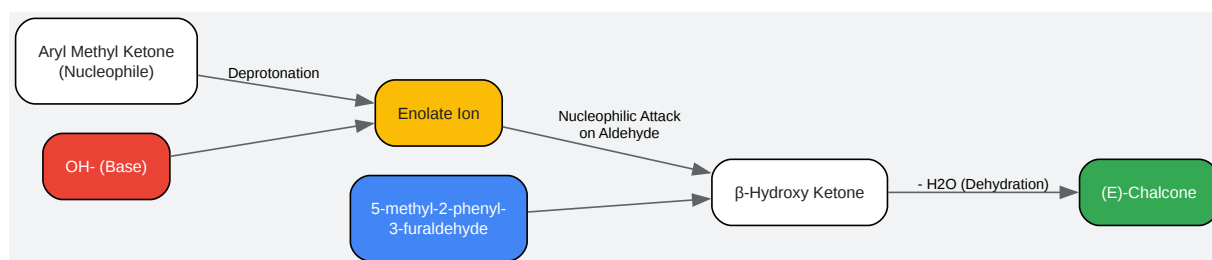 Aryl Methyl Ketone
(Nucleophile)
Deprotonation
OH- (Base)
Enolate Ion
Nucleophilic Attack
on Aldehyde
5-methyl-2-phenyl-
3-furaldehyde
β-Hydroxy Ketone
- H2O (Dehydration)
(E)-Chalcone